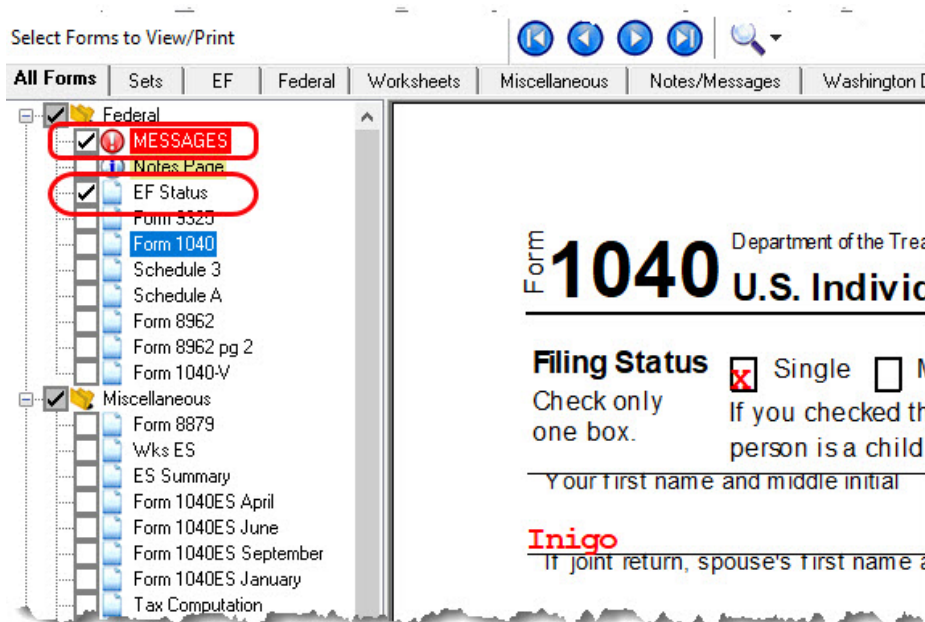 Select Forms to View/Print
All Forms Sets EF Federal Worksheets Miscellaneous Notes/Messages Washington
Federal
MESSAGES
Notes Page
EF Status
Form 9325
Form 1040
Schedule 3
Schedule A
Form 8962
Form 8962 pg 2
Form 1040-V
Miscellaneous
Form 8879
Wks ES
ES Summary
Form 1040ES April
Form 1040ES June
Form 1040ES September
Form 1040ES January
Tax Computation
Form 1040 Department of the Trea
U.S. Individ
Filing Status x Single
Check only
one box.
If you checked th
person is a child
Your first name and middle initial
Inigo
If joint return, spouse's first name a